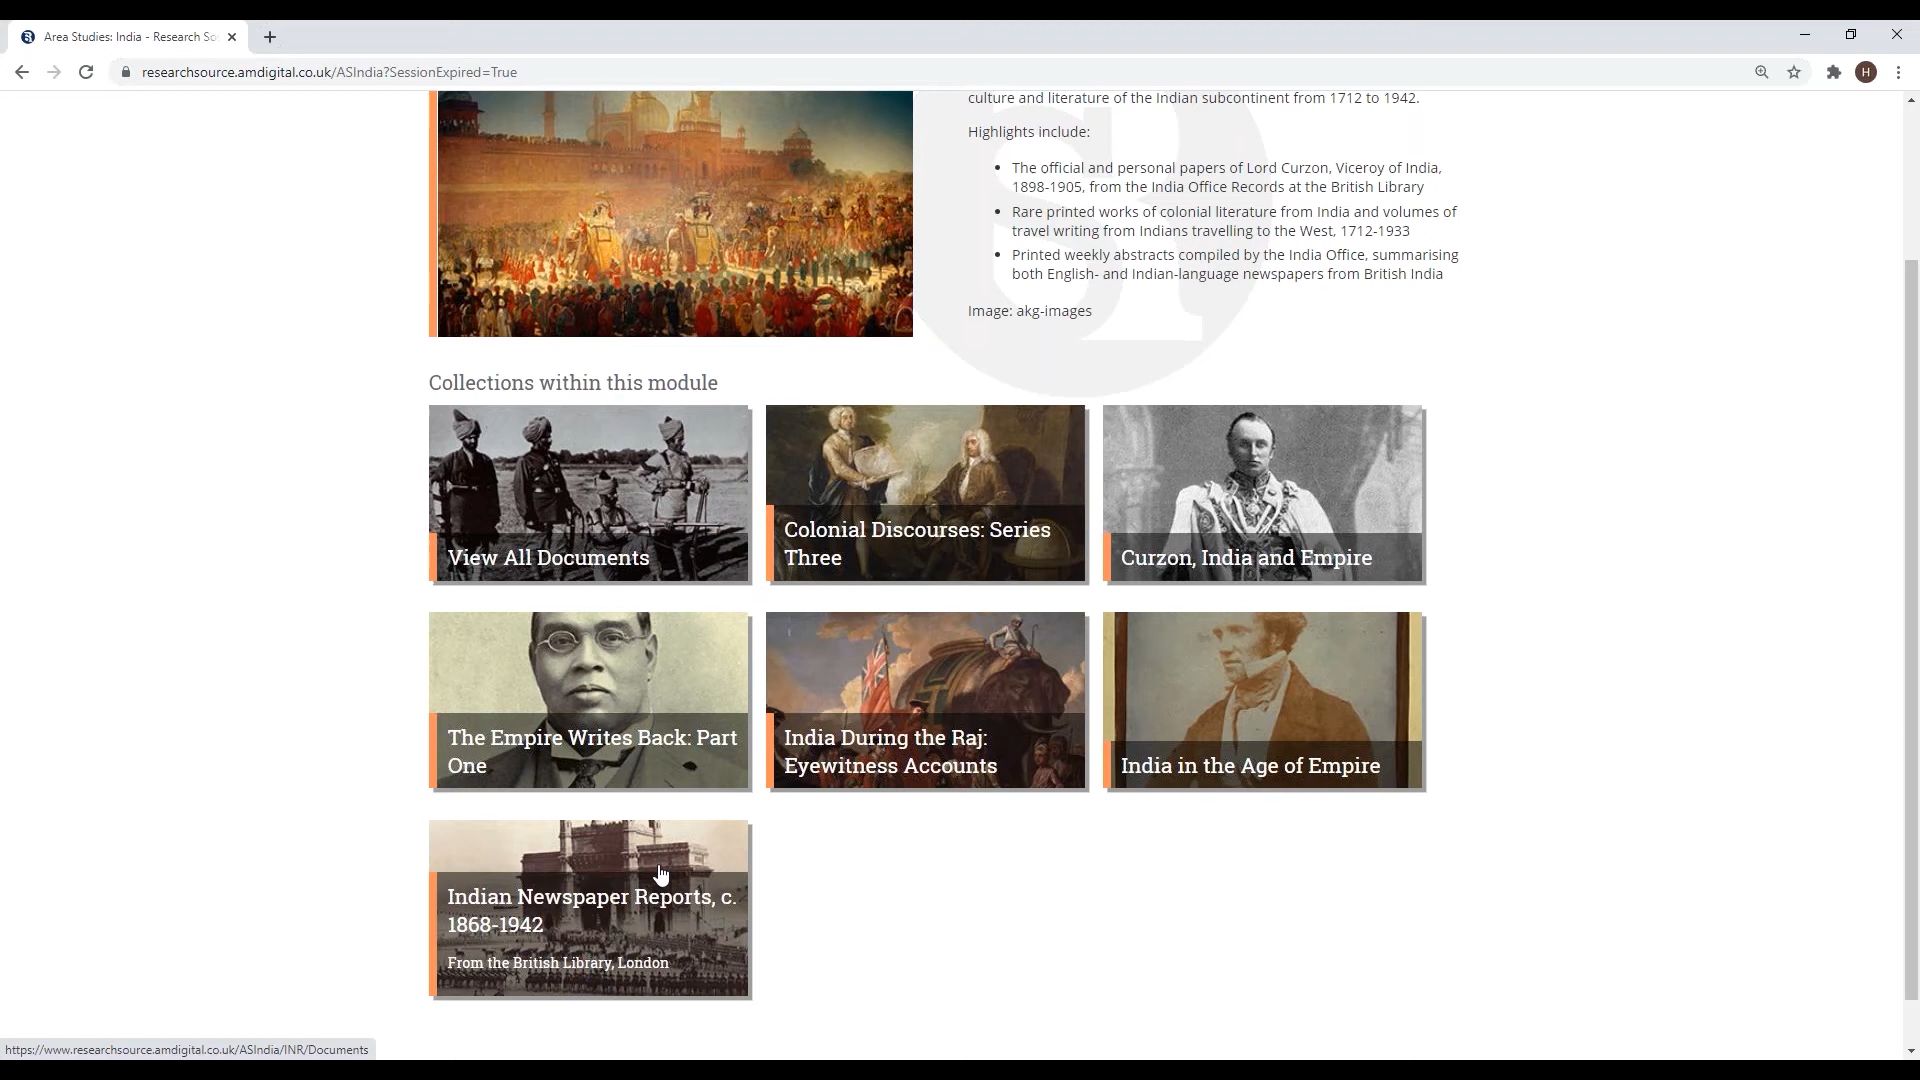 Area Studies: India - Research So
researchsource.amdigital.co.uk/ASIndia?SessionExpired=True
H
culture and literature of the Indian subcontinent from 1712 to 1942.
Highlights include:
The official and personal papers of Lord Curzon, Viceroy of India,
1898-1905, from the India Office Records at the British Library
Rare printed works of colonial literature from India and volumes of
travel writing from Indians travelling to the West, 1712-1933
Printed weekly abstracts compiled by the India Office, summarising
both English- and Indian-language newspapers from British India
Image: akg-images
Collections within this module
View All Documents
Colonial Discourses: Series
Three
Curzon, India and Empire
The Empire Writes Back: Part
One
India During the Raj:
Eyewitness Accounts
India in the Age of Empire
Indian Newspaper Reports, c.
1868-1942
From the British Library, London
https://www.researchsource.amdigital.co.uk/ASIndia/INR/Documents